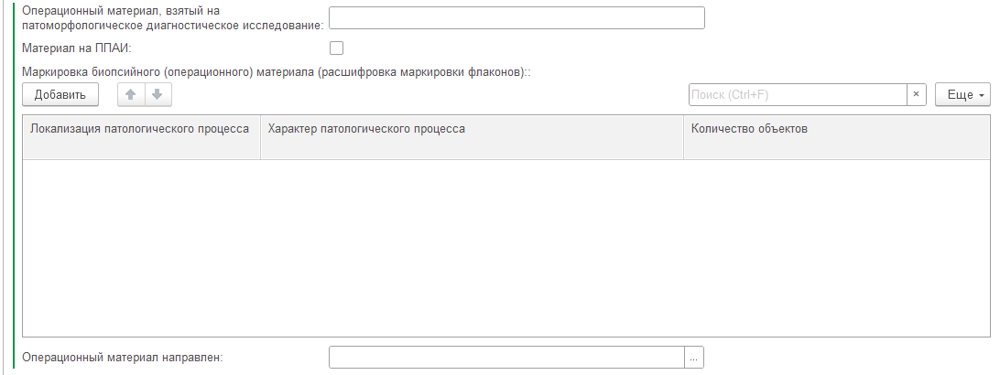 Операционный материал, взятый на
патоморфологическое диагностическое исследование:
Материал на ППАИ:
Маркировка биопсийного (операционного) материала (расшифровка маркировки флаконов)::
Добавить
Поиск (Ctrl+F)
×
Еще
Локализация патологического процесса
Характер патологического процесса
Количество объектов
Операционный материал направлен:
...